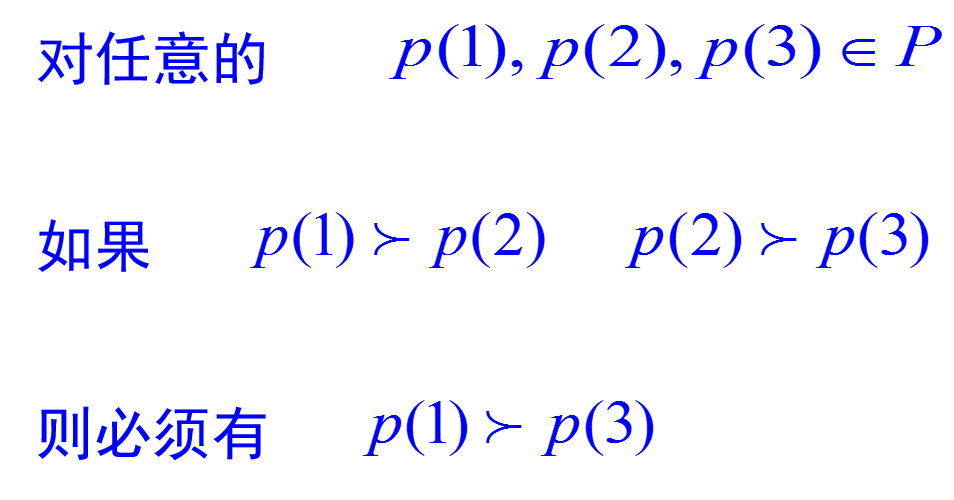 对任意的 p(1), p(2), p(3) ∈ P
如果 p(1) ≻ p(2) p(2) ≻ p(3)
则必须有 p(1) ≻ p(3)